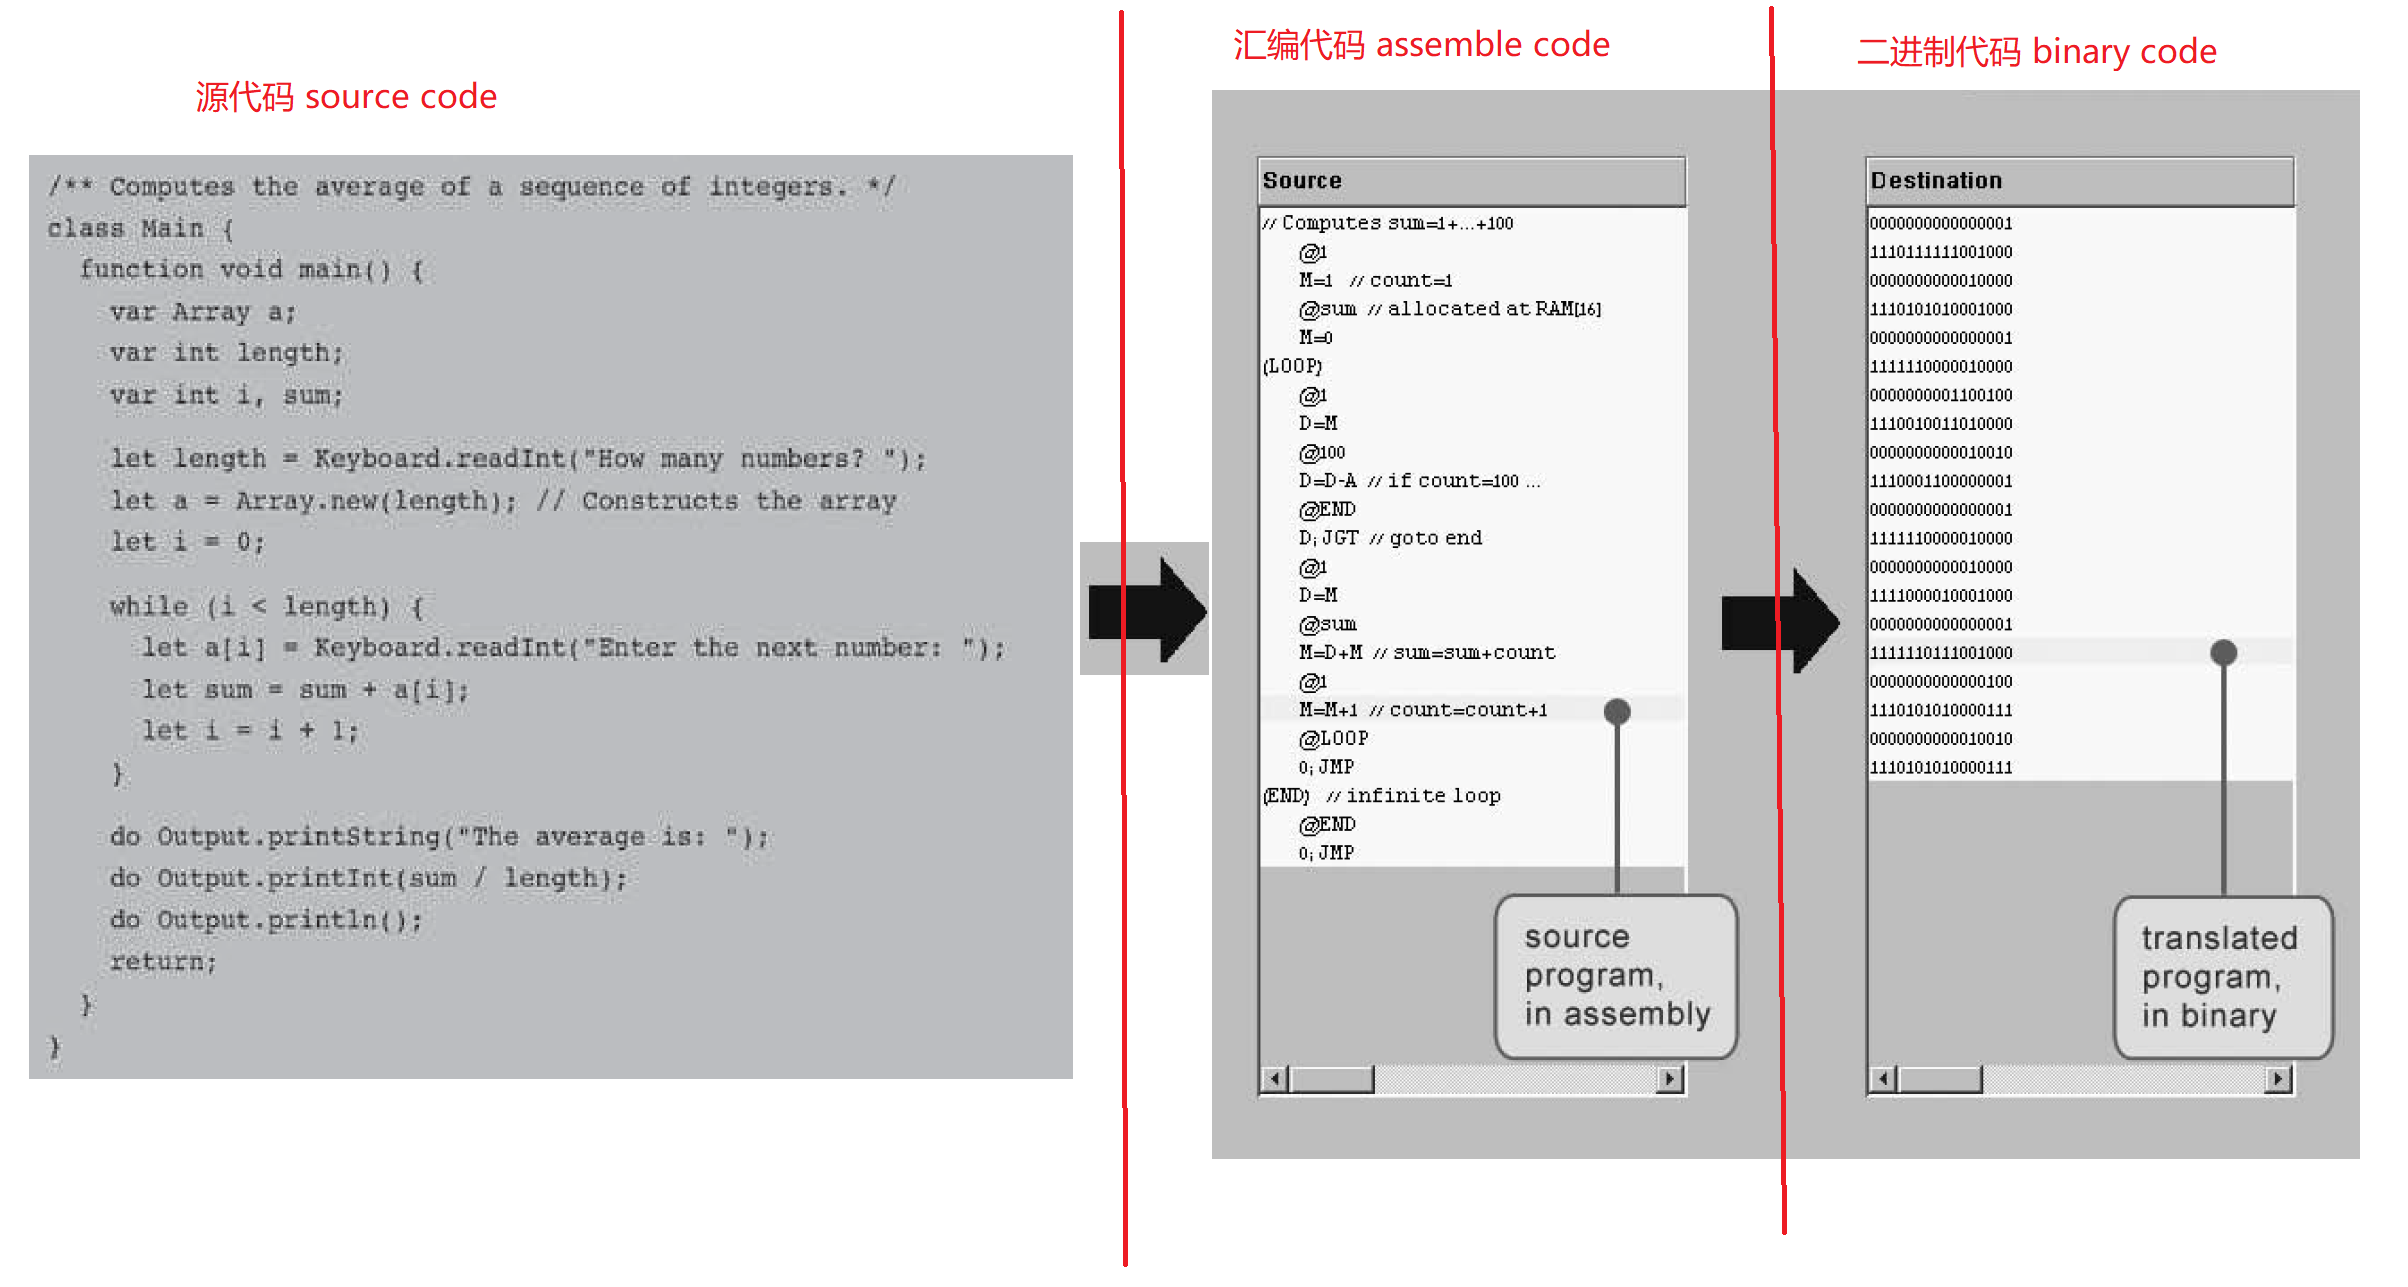 源代码 source code
/** Computes the average of a sequence of integers. */
class Main {
function void main() {
var Array a;
var int length;
var int i, sum;
let length = Keyboard.readInt("How many numbers? ");
let a = Array.new(length); // Constructs the array
let i = 0;
while (i < length) {
let a[i] = Keyboard.readInt("Enter the next number: ");
let sum = sum + a[i];
let i = i + 1;
}
do Output.printString("The average is: ");
do Output.printInt(sum / length);
do Output.println();
return;
}
}
汇编代码 assemble code
Source
// Computes sum=1+...+100
@1
M=1 // count=1
@sum // allocated at RAM[16]
M=0
(LOOP)
@1
D=M
@100
D=D-A // if count=100 ...
@END
D;JGT // goto end
@1
D=M
@sum
M=D+M // sum=sum+count
@1
M=M+1 // count=count+1
@LOOP
0;JMP
(END) // infinite loop
@END
0;JMP
source
program,
in assembly
二进制代码 binary code
Destination
0000000000000001
1110111111001000
0000000000010000
1110101010001000
0000000000000001
1111110000010000
0000000001100100
1110010011010000
0000000000010010
1110001100000001
0000000000000001
1111110000010000
0000000000010000
1111000010001000
0000000000000001
1111110111001000
0000000000000100
1110101010000111
0000000000010010
1110101010000111
translated
program,
in binary